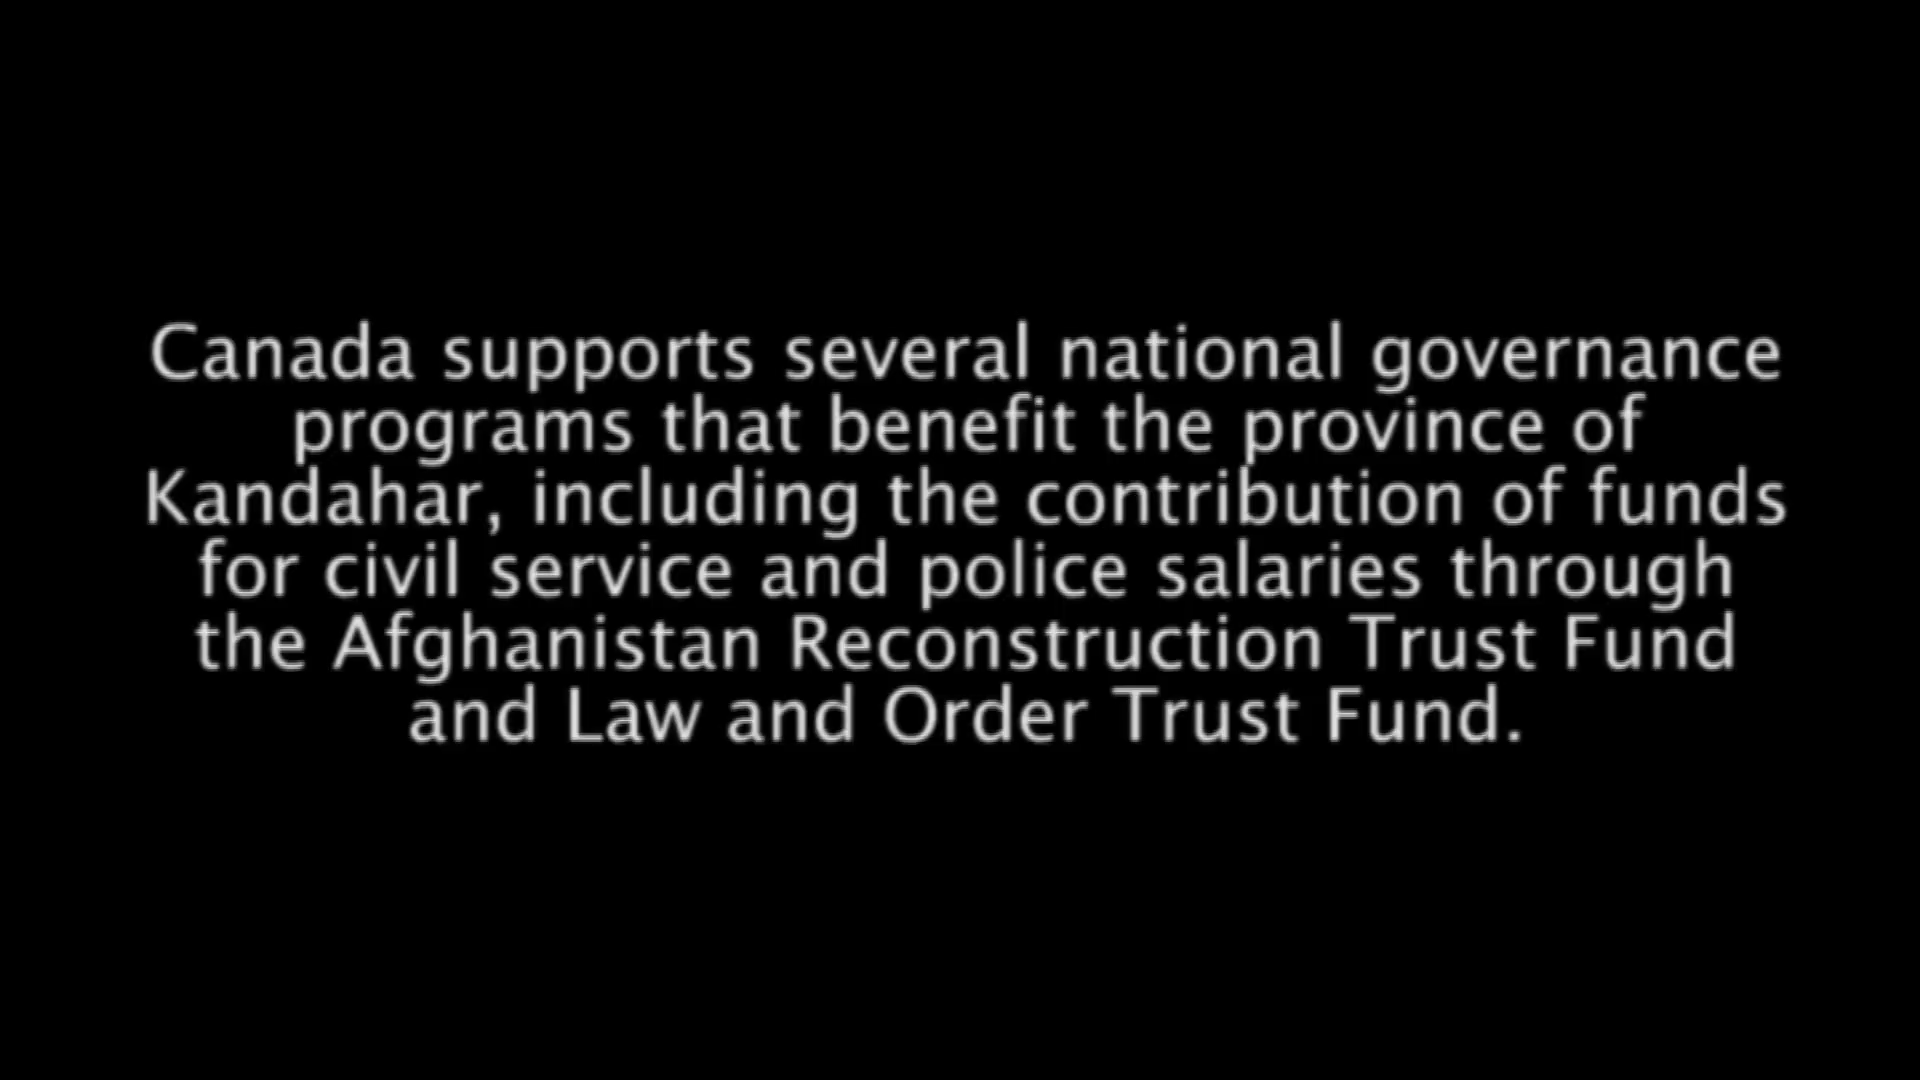 Canada supports several national governance
programs that benefit the province of
Kandahar, including the contribution of funds
for civil service and police salaries through
the Afghanistan Reconstruction Trust Fund
and Law and Order Trust Fund.